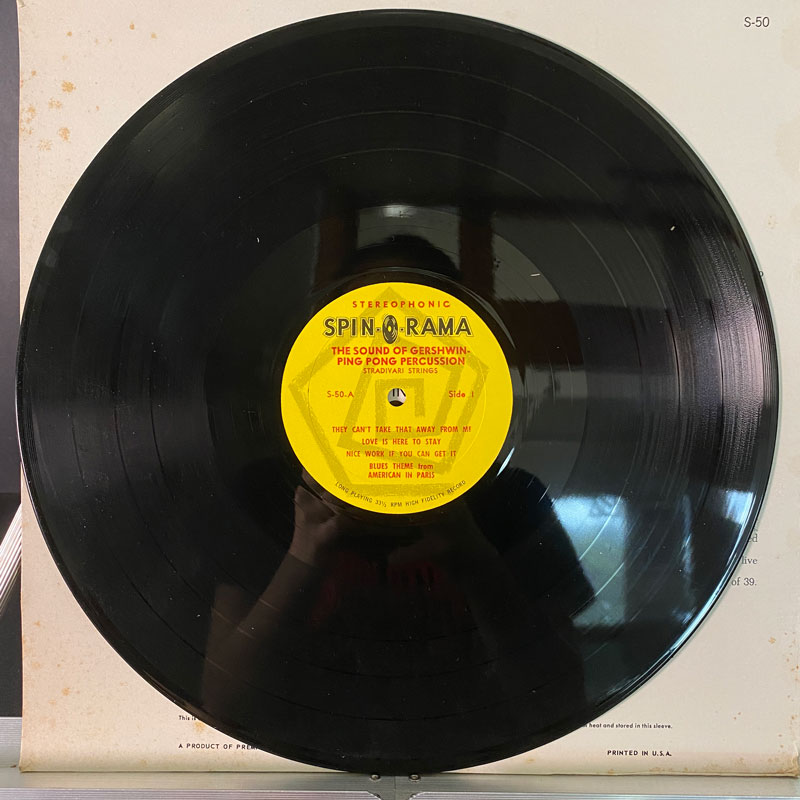 S-50
STEREOPHONIC
SPIN-O-RAMA
THE SOUND OF GERSHWIN-
PING PONG PERCUSSION
STRADIVARI STRINGS
S-50-A Side 1
THEY CAN'T TAKE THAT AWAY FROM ME
LOVE IS HERE TO STAY
NICE WORK IF YOU CAN GET IT
BLUES THEME from
AMERICAN IN PARIS
LONG PLAYING 33⅓ RPM HIGH FIDELITY RECORD
of 39.
This is
heat and stored in this sleeve.
A PRODUCT OF
PRINTED IN U.S.A.